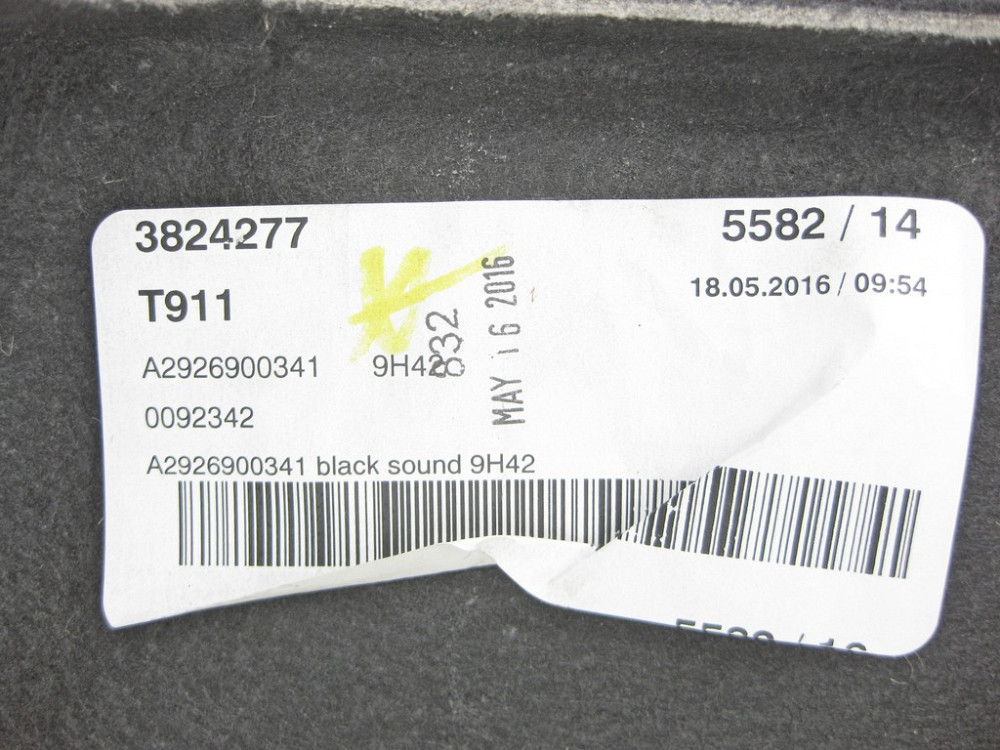 3824277
5582 / 14
18.05.2016 / 09:54
T911
A2926900341 9H42
832
MAY 16 2016
0092342
A2926900341 black sound 9H42